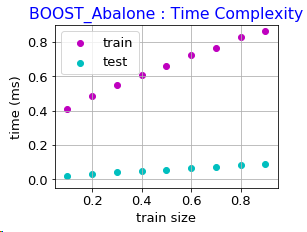 BOOST_Abalone : Time Complexity
train
test
time (ms)
0.8
0.6
0.4
0.2
0.0
0.2 0.4 0.6 0.8
train size